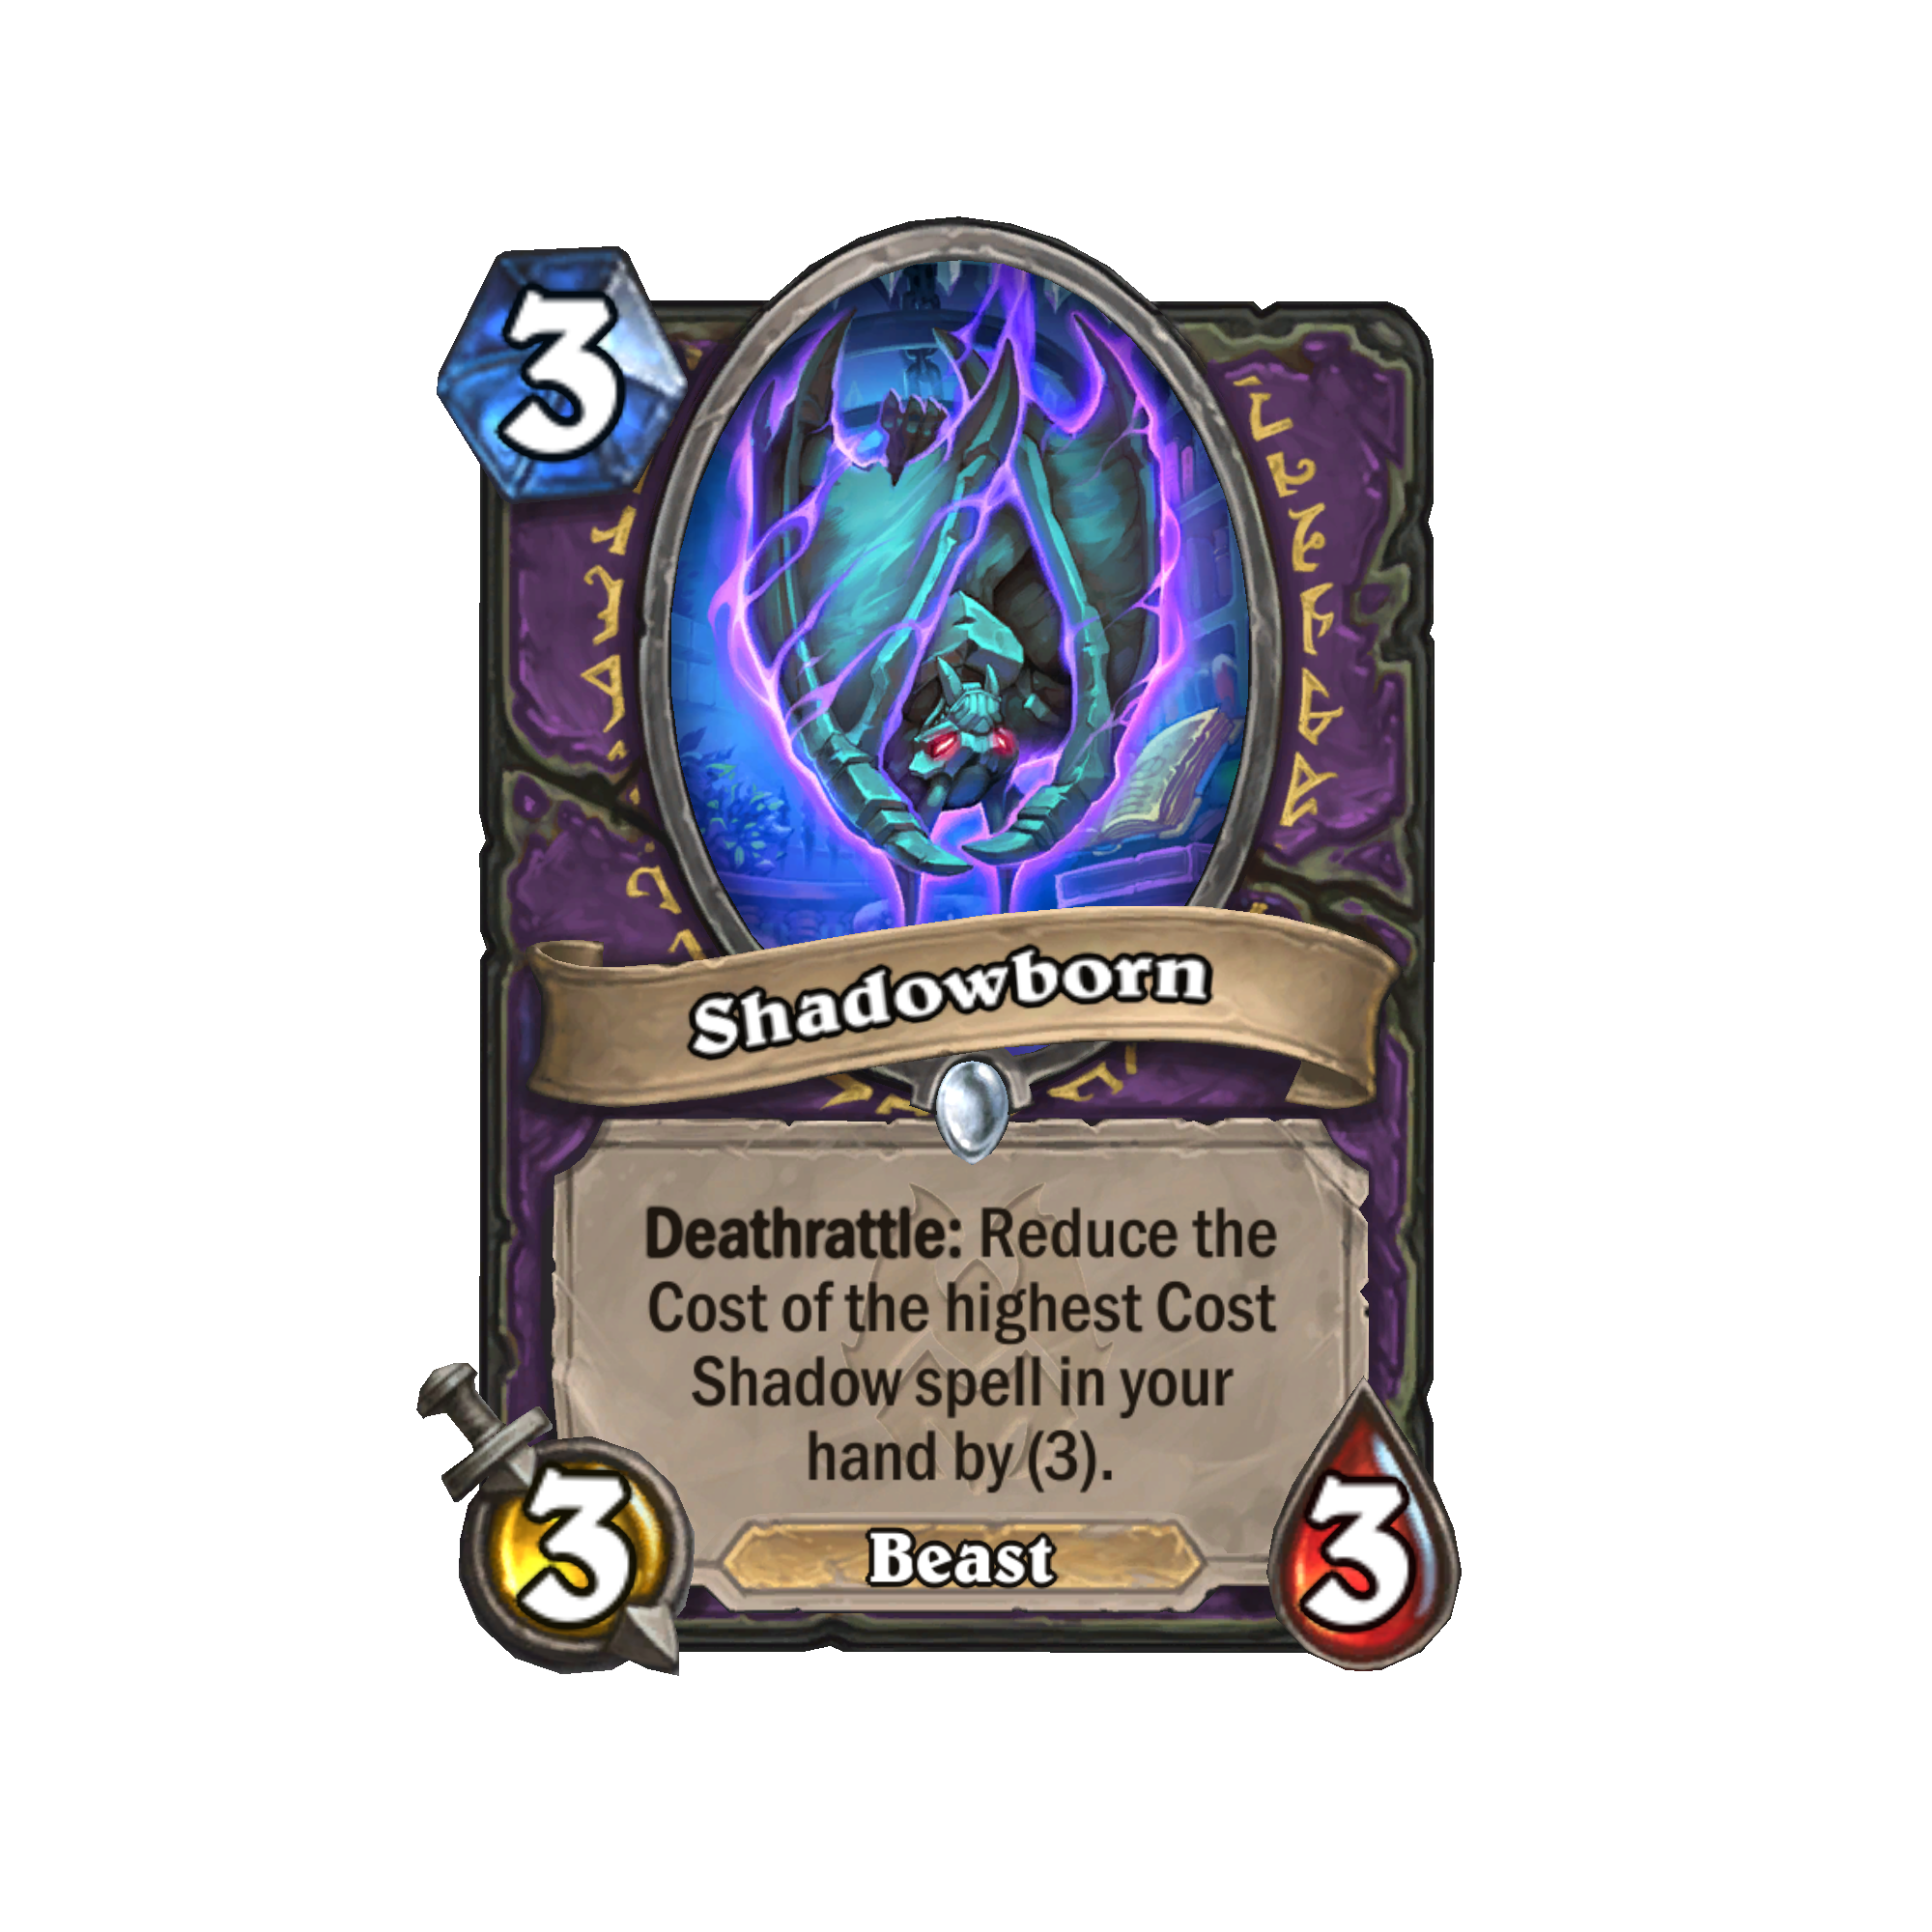 3
Shadowborn
Deathrattle: Reduce the
Cost of the highest Cost
Shadow spell in your
hand by (3).
3
Beast
3